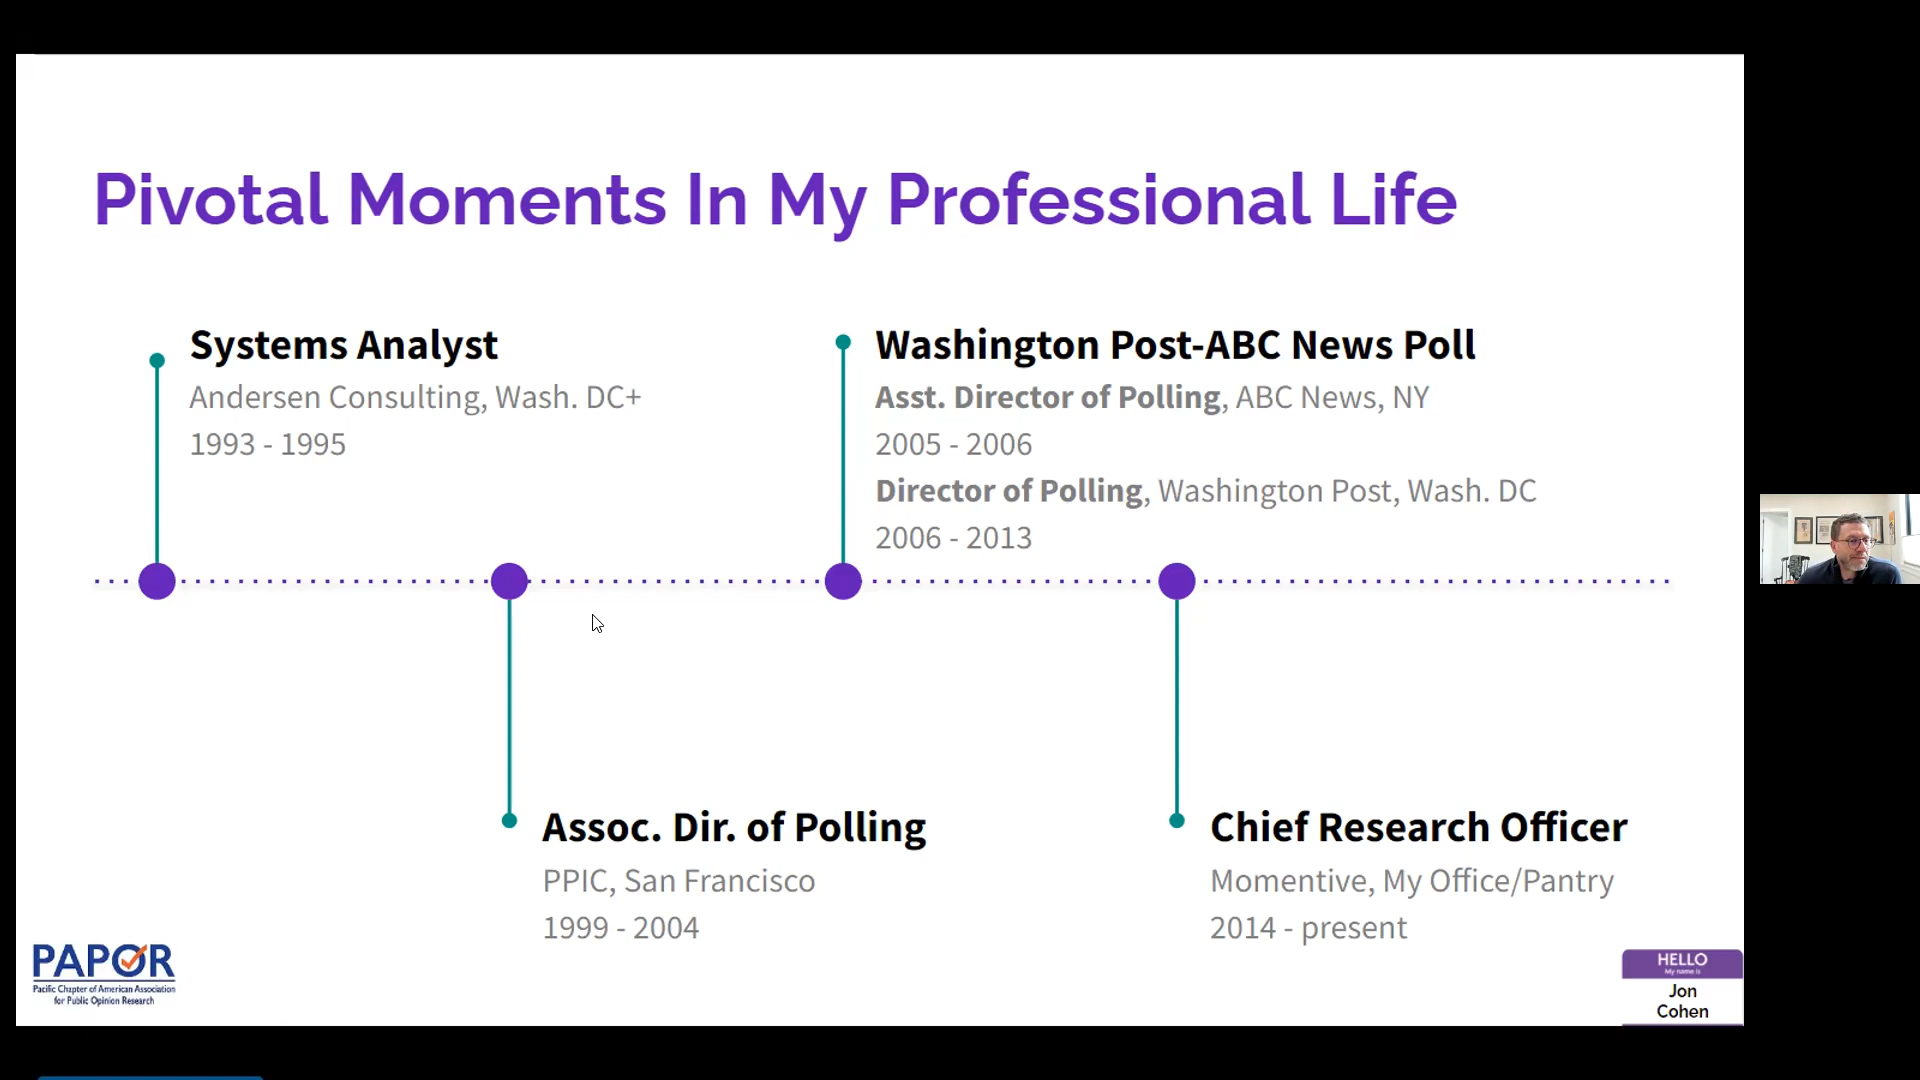 Pivotal Moments In My Professional Life
Systems Analyst
Andersen Consulting, Wash. DC+
1993 - 1995
Washington Post-ABC News Poll
Asst. Director of Polling, ABC News, NY
2005 - 2006
Director of Polling, Washington Post, Wash. DC
2006 - 2013
Assoc. Dir. of Polling
PPIC, San Francisco
1999 - 2004
Chief Research Officer
Momentive, My Office/Pantry
2014 - present
PAPOR
Pacific Chapter of American Association
for Public Opinion Research
HELLO
My name is
Jon
Cohen